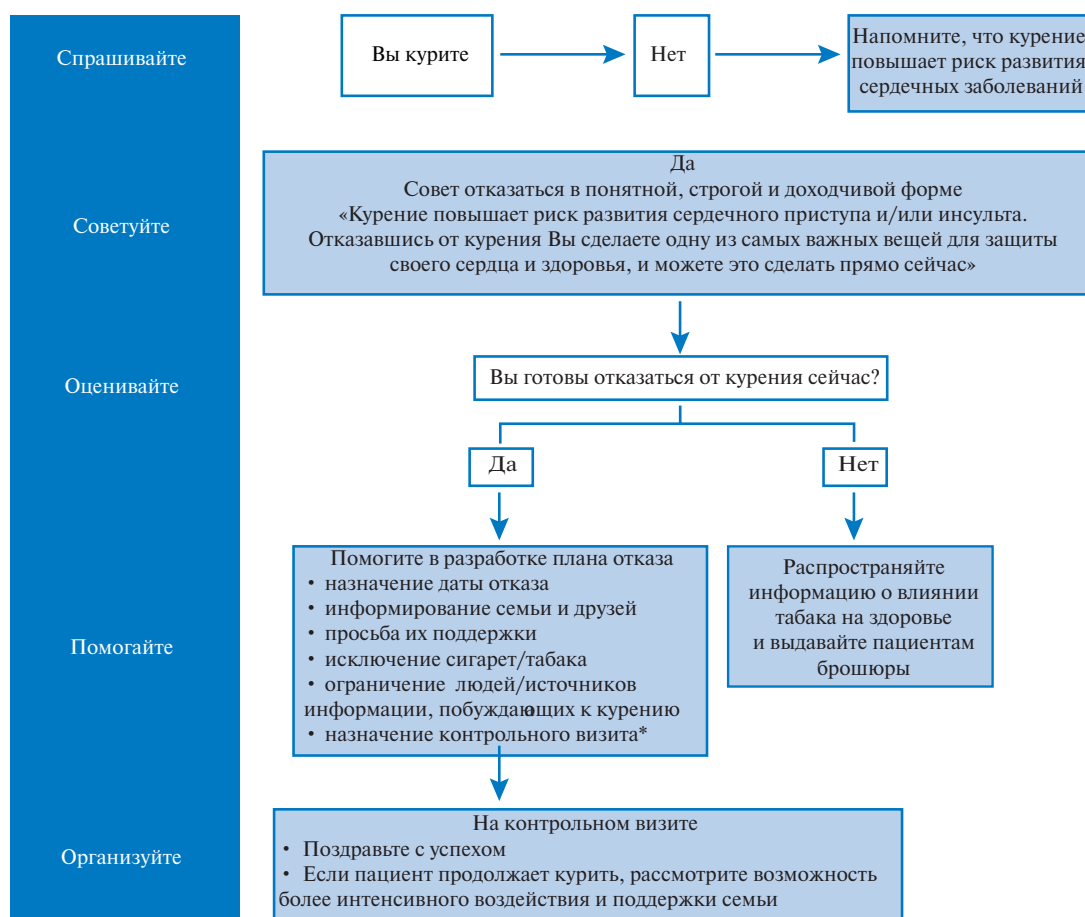 Спрашивайте
Вы курите
Нет
Напомните, что курение
повышает риск развития
сердечных заболеваний
Советуйте
Да
Совет отказаться в понятной, строгой и доходчивой форме
«Курение повышает риск развития сердечного приступа и/или инсульта.
Отказавшись от курения Вы сделаете одну из самых важных вещей для защиты
своего сердца и здоровья, и можете это сделать прямо сейчас»
Оценивайте
Вы готовы отказаться от курения сейчас?
Да
Нет
Помогайте
Помогите в разработке плана отказа
• назначение даты отказа
• информирование семьи и друзей
• просьба их поддержки
• исключение сигарет/табака
• ограничение людей/источников
информации, побуждающих к курению
• назначение контрольного визита*
Распространяйте
информацию о влиянии
табака на здоровье
и выдавайте пациентам
брошюры
Организуйте
На контрольном визите
• Поздравьте с успехом
• Если пациент продолжает курить, рассмотрите возможность
более интенсивного воздействия и поддержки семьи